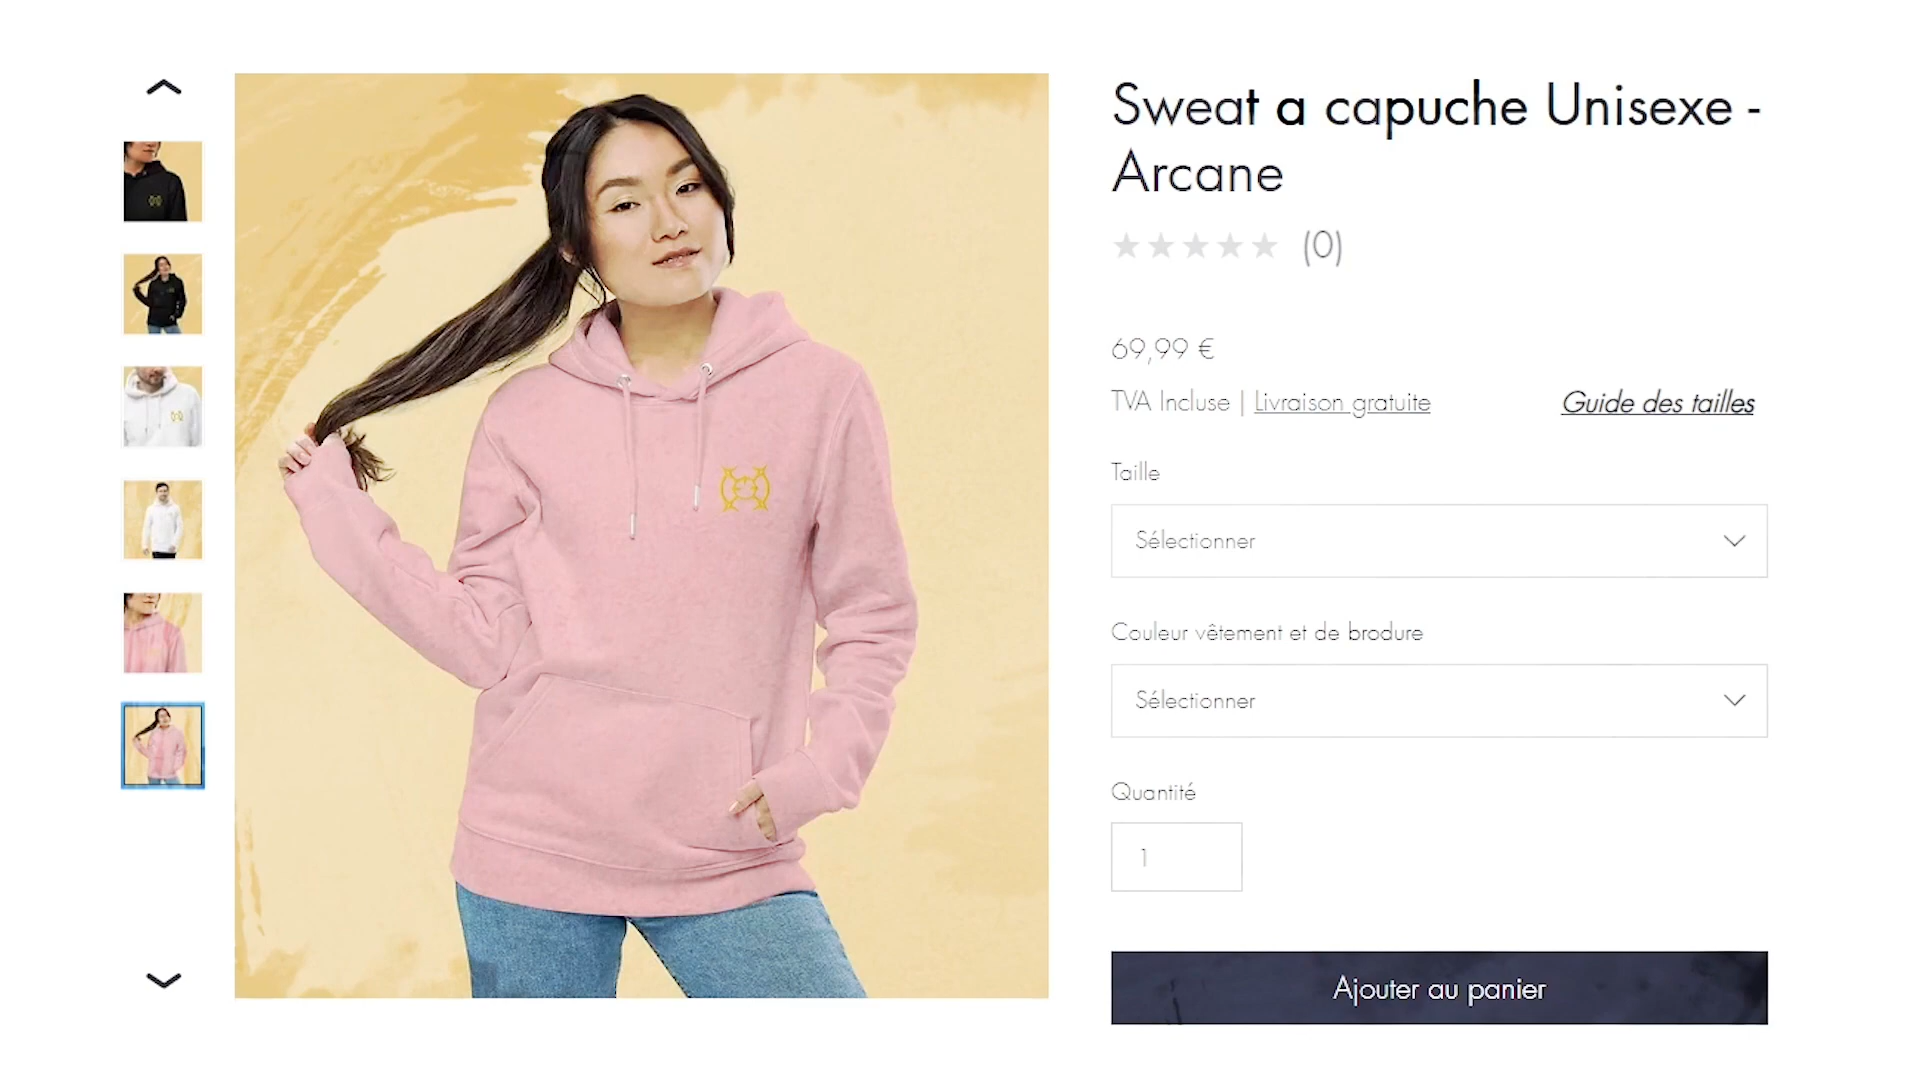 Sweat a capuche Unisexe -
Arcane
(0)
69,99 €
TVA Incluse | Livraison gratuite
Guide des tailles
Taille
Sélectionner
Couleur vêtement et de brodure
Sélectionner
Quantité
1
Ajouter au panier